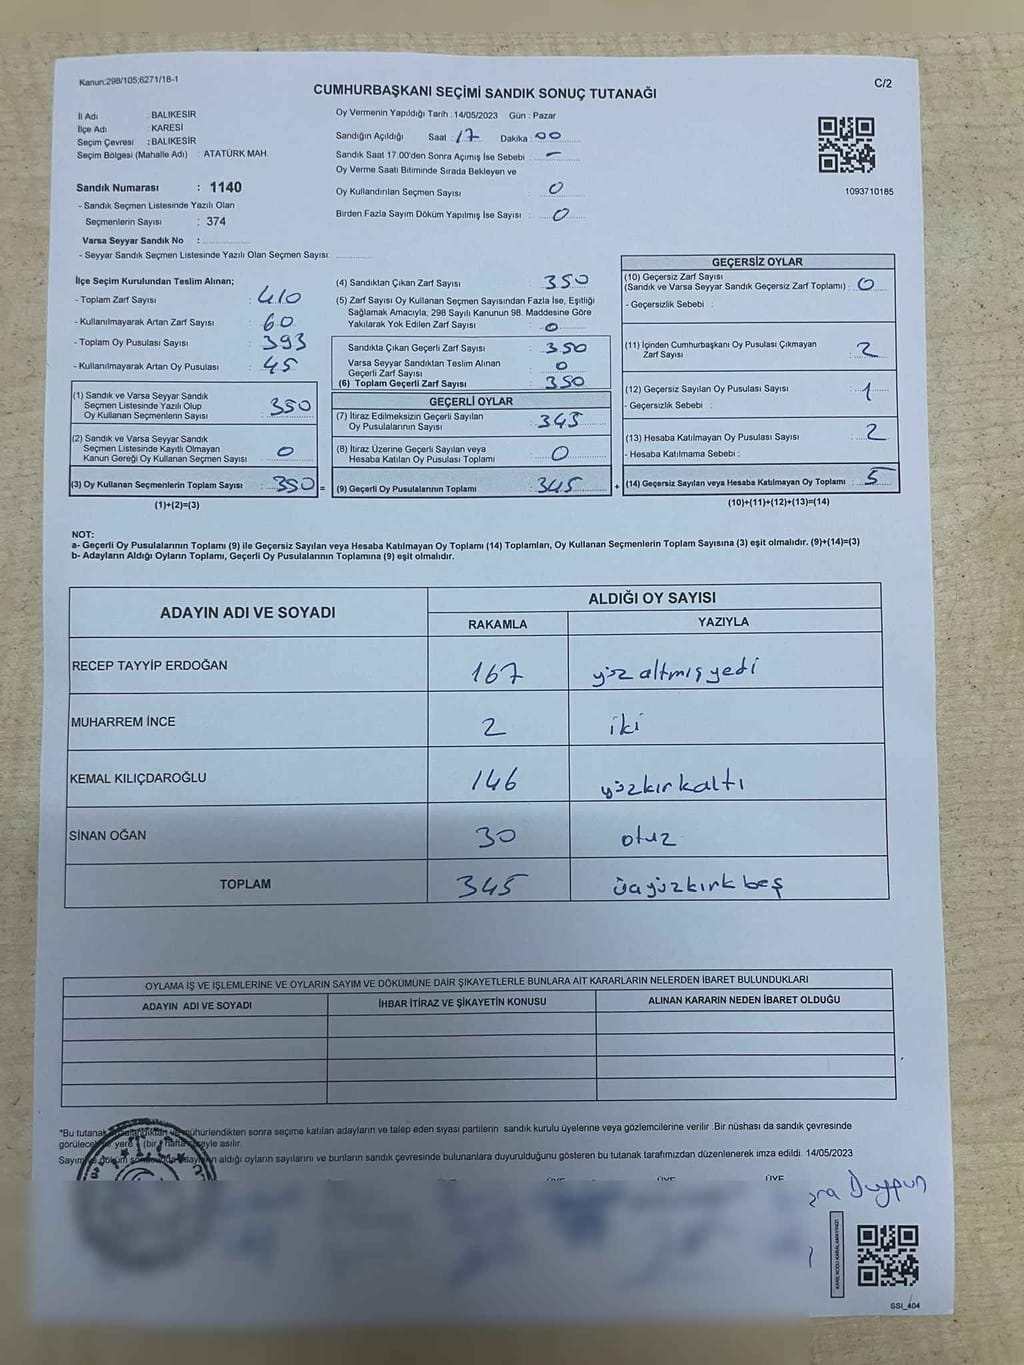 Kanun:298/105;6271/18-1
C/2
CUMHURBAŞKANI SEÇİMİ SANDIK SONUÇ TUTANAĞI
İl Adı : BALIKESİR
İlçe Adı : KARESİ
Seçim Çevresi : BALIKESİR
Seçim Bölgesi (Mahalle Adı) : ATATÜRK MAH.
Sandık Numarası : 1140
- Sandık Seçmen Listesinde Yazılı Olan
Seçmenlerin Sayısı : 374
Varsa Seyyar Sandık No :
- Seyyar Sandık Seçmen Listesinde Yazılı Olan Seçmen Sayısı
Oy Vermenin Yapıldığı Tarih : 14/05/2023 Gün : Pazar
Sandığın Açıldığı Saat : 17 Dakika : 00
Sandık Saat 17.00'den Sonra Açımış İse Sebebi : -
Oy Verme Saati Bitiminde Sırada Bekleyen ve
Oy Kullandırılan Seçmen Sayısı : 0
Birden Fazla Sayım Döküm Yapılmış İse Sayısı : 0
1093710185
İlçe Seçim Kurulundan Teslim Alınan;
- Toplam Zarf Sayısı : 410
- Kullanılmayarak Artan Zarf Sayısı : 60
- Toplam Oy Pusulası Sayısı : 393
- Kullanılmayarak Artan Oy Pusulası : 45
(1) Sandık ve Varsa Seyyar Sandık
Seçmen Listesinde Yazılı Olup
Oy Kullanan Seçmenlerin Sayısı : 350
(2) Sandık ve Varsa Seyyar Sandık
Seçmen Listesinde Kayıtlı Olmayan
Kanun Gereği Oy Kullanan Seçmen Sayısı : 0
(3) Oy Kullanan Seçmenlerin Toplam Sayısı : 350 =
(1)+(2)=(3)
(4) Sandıktan Çıkan Zarf Sayısı : 350
(5) Zarf Sayısı Oy Kullanan Seçmen Sayısından Fazla İse, Eşitliği
Sağlamak Amacıyla, 298 Sayılı Kanunun 98. Maddesine Göre
Yakılarak Yok Edilen Zarf Sayısı : 0
Sandıkta Çıkan Geçerli Zarf Sayısı : 350
Varsa Seyyar Sandıktan Teslim Alınan
Geçerli Zarf Sayısı : 0
(6) Toplam Geçerli Zarf Sayısı : 350
GEÇERLİ OYLAR
(7) İtiraz Edilmeksizin Geçerli Sayılan
Oy Pusulalarının Sayısı : 345
(8) İtiraz Üzerine Geçerli Sayılan veya
Hesaba Katılan Oy Pusulası Toplamı : 0
(9) Geçerli Oy Pusulalarının Toplamı : 345 +
GEÇERSİZ OYLAR
(10) Geçersiz Zarf Sayısı
(Sandık ve Varsa Seyyar Sandık Geçersiz Zarf Toplamı) : 0
- Geçersizlik Sebebi :
(11) İçinden Cumhurbaşkanı Oy Pusulası Çıkmayan
Zarf Sayısı : 2
(12) Geçersiz Sayılan Oy Pusulası Sayısı : 1
- Geçersizlik Sebebi :
(13) Hesaba Katılmayan Oy Pusulası Sayısı : 2
- Hesaba Katılmama Sebebi :
(14) Geçersiz Sayılan veya Hesaba Katılmayan Oy Toplamı : 5
(10)+(11)+(12)+(13)=(14)
NOT:
a- Geçerli Oy Pusulalarının Toplamı (9) ile Geçersiz Sayılan veya Hesaba Katılmayan Oy Toplamı (14) Toplamları, Oy Kullanan Seçmenlerin Toplam Sayısına (3) eşit olmalıdır. (9)+(14)=(3)
b- Adayların Aldığı Oyların Toplamı, Geçerli Oy Pusulalarının Toplamına (9) eşit olmalıdır.
ADAYIN ADI VE SOYADI
ALDIĞI OY SAYISI
RAKAMLA YAZIYLA
RECEP TAYYİP ERDOĞAN 167 yüz altmış yedi
MUHARREM İNCE 2 iki
KEMAL KILIÇDAROĞLU 146 yüzkırkaltı
SİNAN OĞAN 30 otuz
TOPLAM 345 üçyüzkırk beş
OYLAMA İŞ VE İŞLEMLERİNE VE OYLARIN SAYIM VE DÖKÜMÜNE DAİR ŞİKAYETLERLE BUNLARA AİT KARARLARIN NELERDEN İBARET BULUNDUKLARI
ADAYIN ADI VE SOYADI İHBAR İTİRAZ VE ŞİKAYETİN KONUSU ALINAN KARARIN NEDEN İBARET OLDUĞU
*Bu tutanak mühürlendikten sonra seçime katılan adayların ve talep eden siyasi partilerin sandık kurulu üyelerine veya gözlemcilerine verilir .Bir nüshası da sandık çevresinde
görülecek bir yere (bir) hafta süreyle asılır.
aldığı oyların sayılarını ve bunların sandık çevresinde bulunanlara duyurulduğunu gösteren bu tutanak tarafımızdan düzenlenerek imza edildi. 14/05/2023
ÜYE ÜYE ÜYE
Duygun
KARE KODU KARALAMAYINIZ!
SSI_404